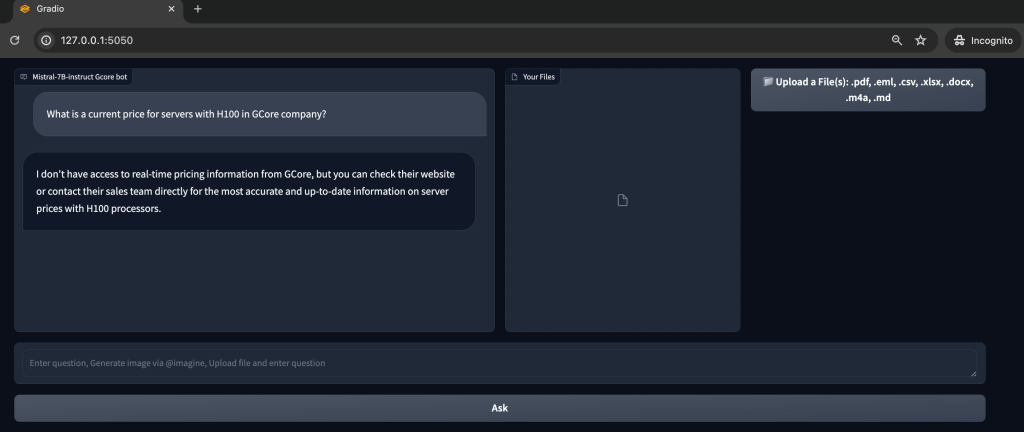 Gradio
127.0.0.1:5050
Incognito
Mistral-7B-instruct Gcore bot
What is a current price for servers with H100 in GCore company?
I don't have access to real-time pricing information from GCore, but you can check their website
or contact their sales team directly for the most accurate and up-to-date information on server
prices with H100 processors.
Your Files
Upload a File(s): .pdf, .eml, .csv, .xlsx, .docx,
.m4a, .md
Enter question, Generate image via @imagine, Upload file and enter question
Ask